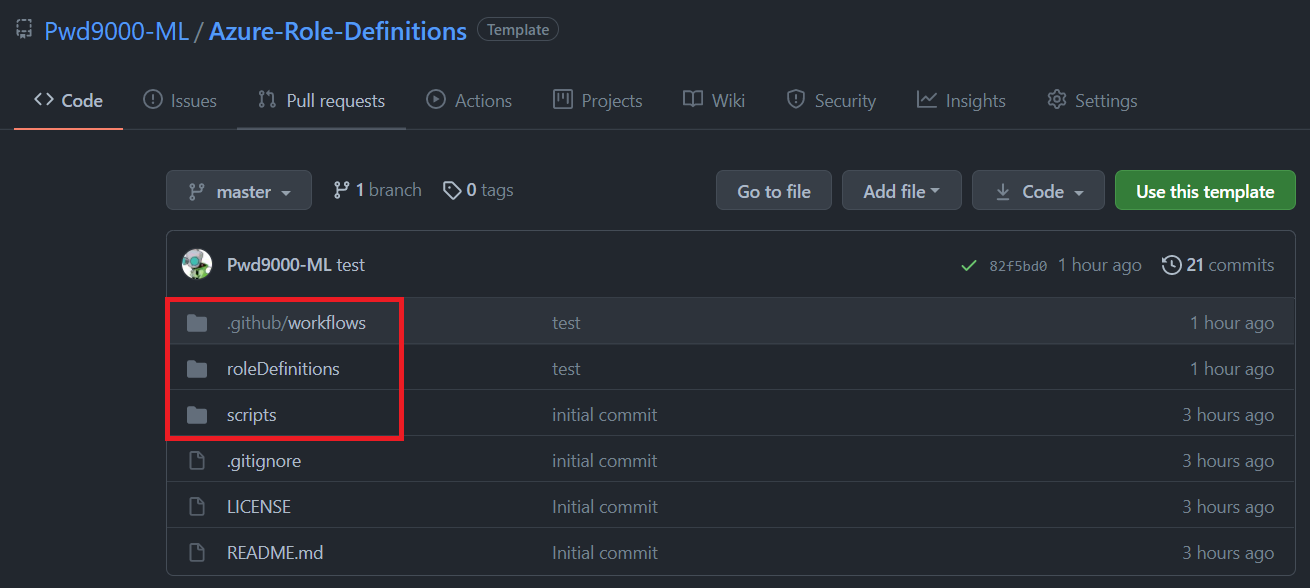 Pwd9000-ML / Azure-Role-Definitions Template
Code Issues Pull requests Actions Projects Wiki Security Insights Settings
master 1 branch 0 tags Go to file Add file Code Use this template
Pwd9000-ML test 82f5bd0 1 hour ago 21 commits
.github/workflows test 1 hour ago
roleDefinitions test 1 hour ago
scripts initial commit 3 hours ago
.gitignore initial commit 3 hours ago
LICENSE Initial commit 3 hours ago
README.md Initial commit 3 hours ago